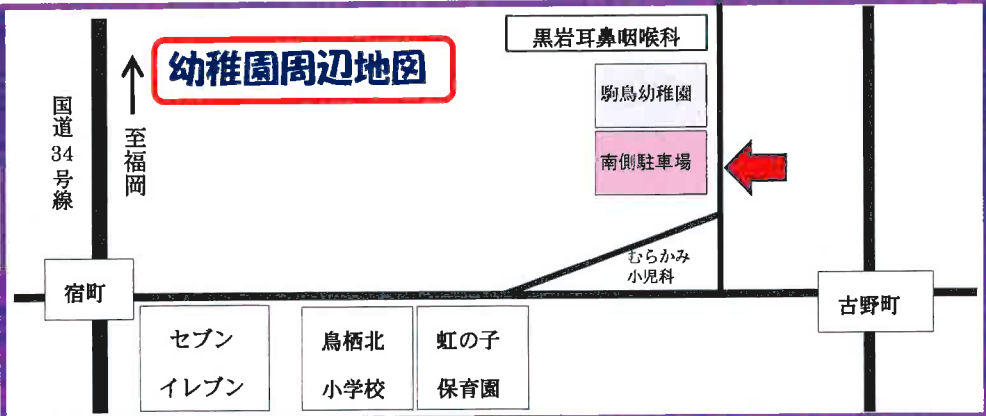 幼稚園周辺地図
国道34号線
至福岡
黒岩耳鼻咽喉科
駒鳥幼稚園
南側駐車場
むらかみ
小児科
宿町
古野町
セブン
イレブン
鳥栖北
小学校
虹の子
保育園